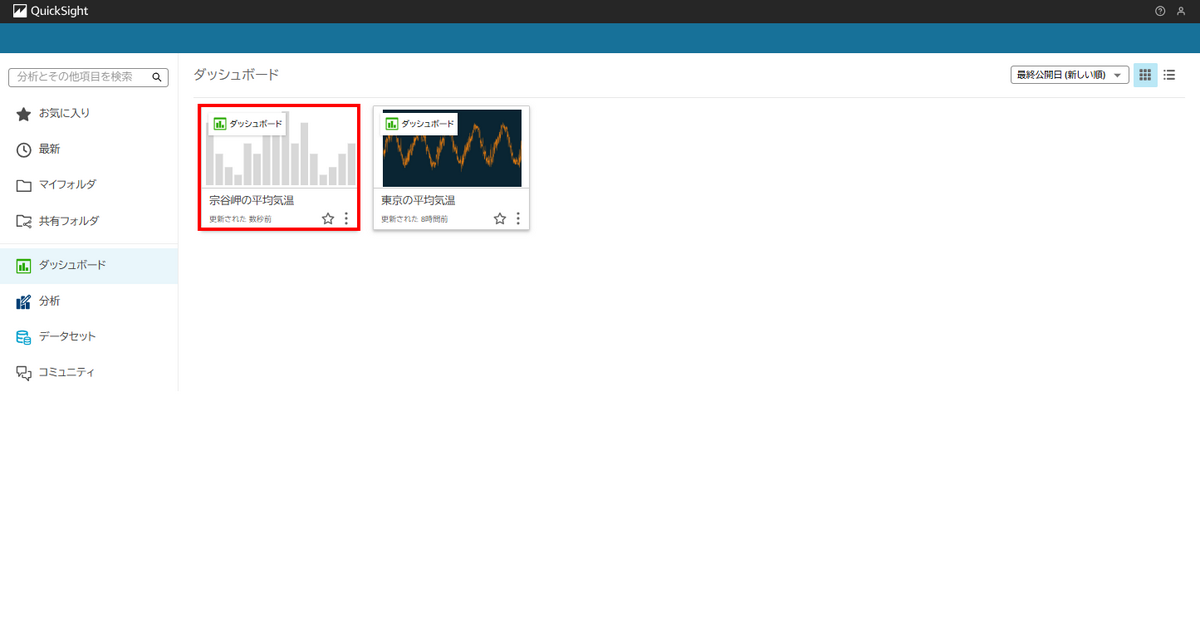 QuickSight
分析とその他項目を検索
お気に入り
最新
マイフォルダ
共有フォルダ
ダッシュボード
分析
データセット
コミュニティ
ダッシュボード
最終公開日 (新しい順)
ダッシュボード
宗谷岬の平均気温
更新された 数秒前
ダッシュボード
東京の平均気温
更新された 8時間前